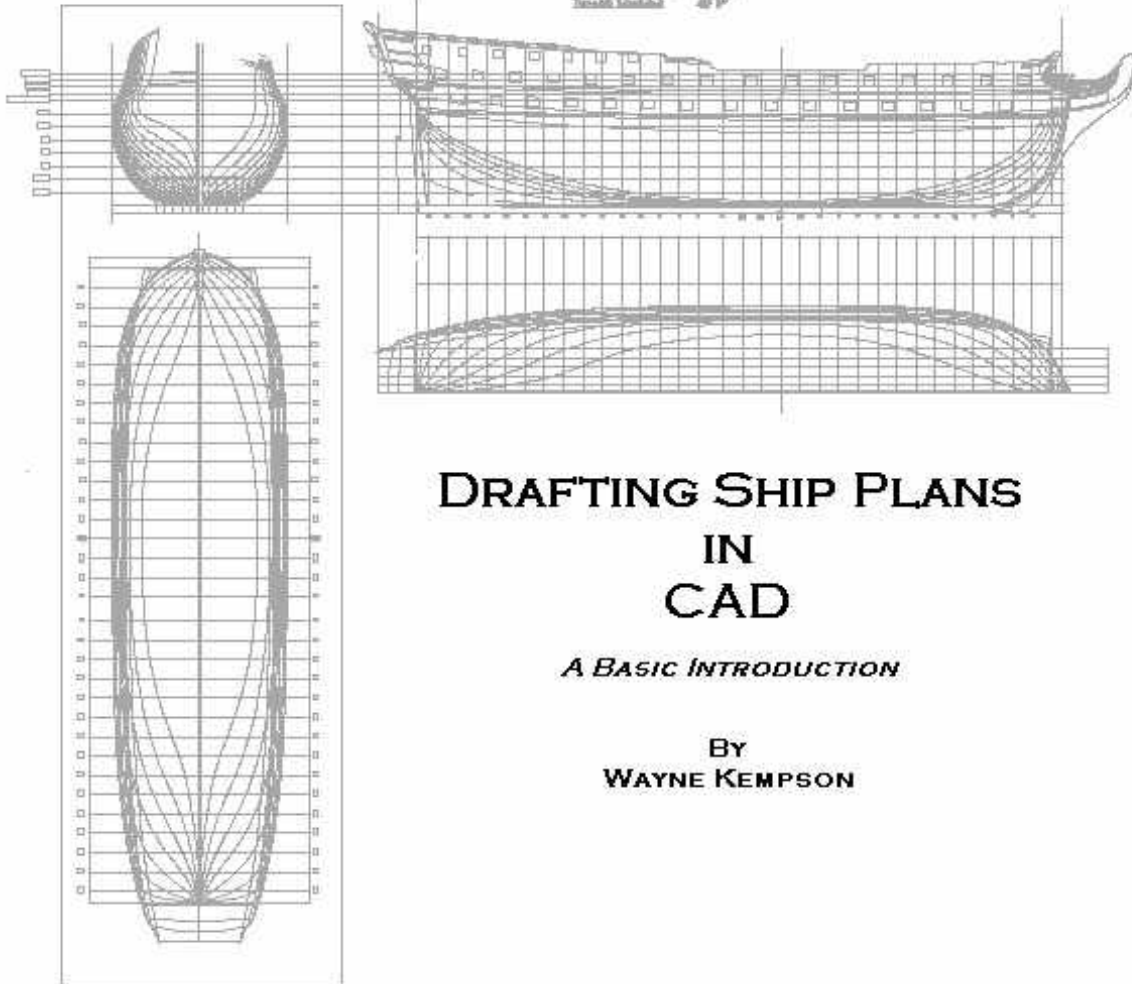 Drafting Ship Plans
in
CAD
A Basic Introduction
By
Wayne Kempson